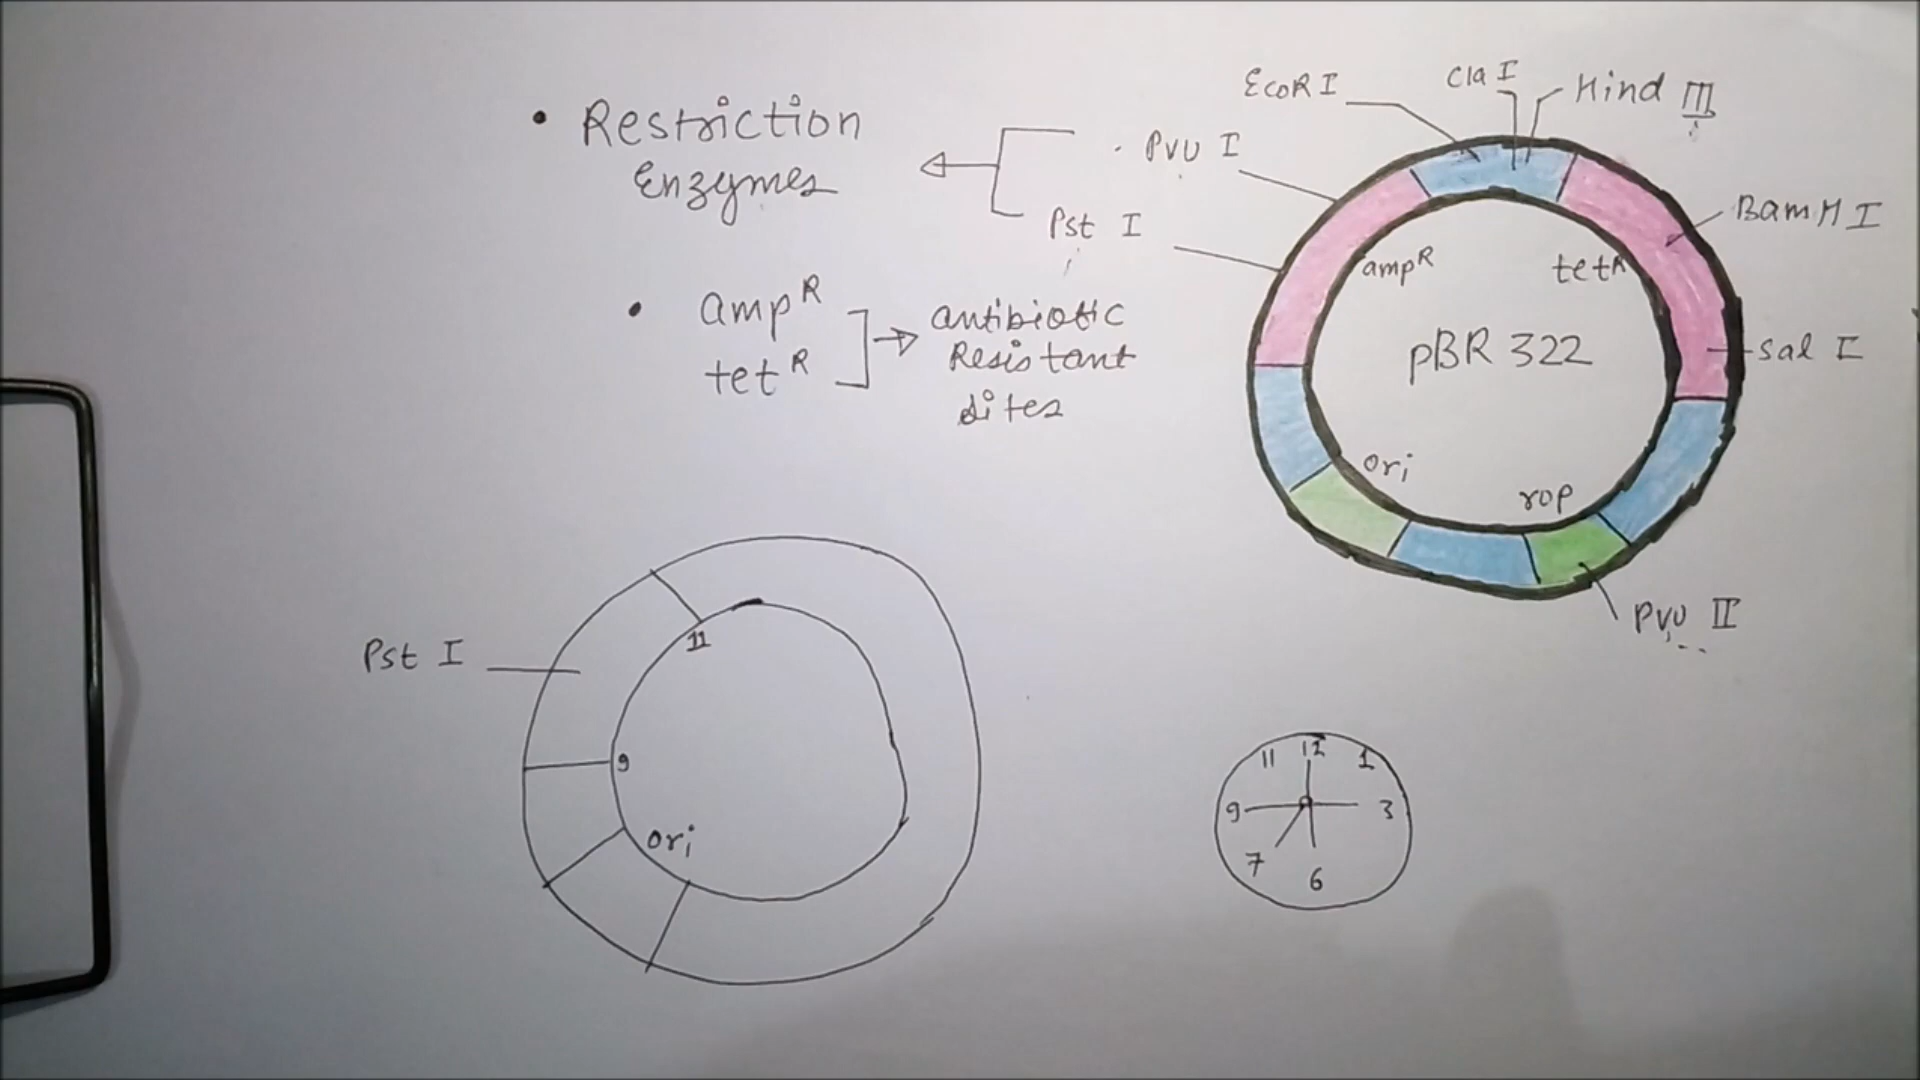 • Restriction
Enzymes
• ampR
tetR
antibiotic
Resistant
sites
EcoR I
Cla I
Hind III
Pvu I
Pst I
BamH I
Sal I
ampR
tetR
pBR 322
ori
rop
Pvu II
Pst I
11
9
ori
11 12 1
9 3
7 6